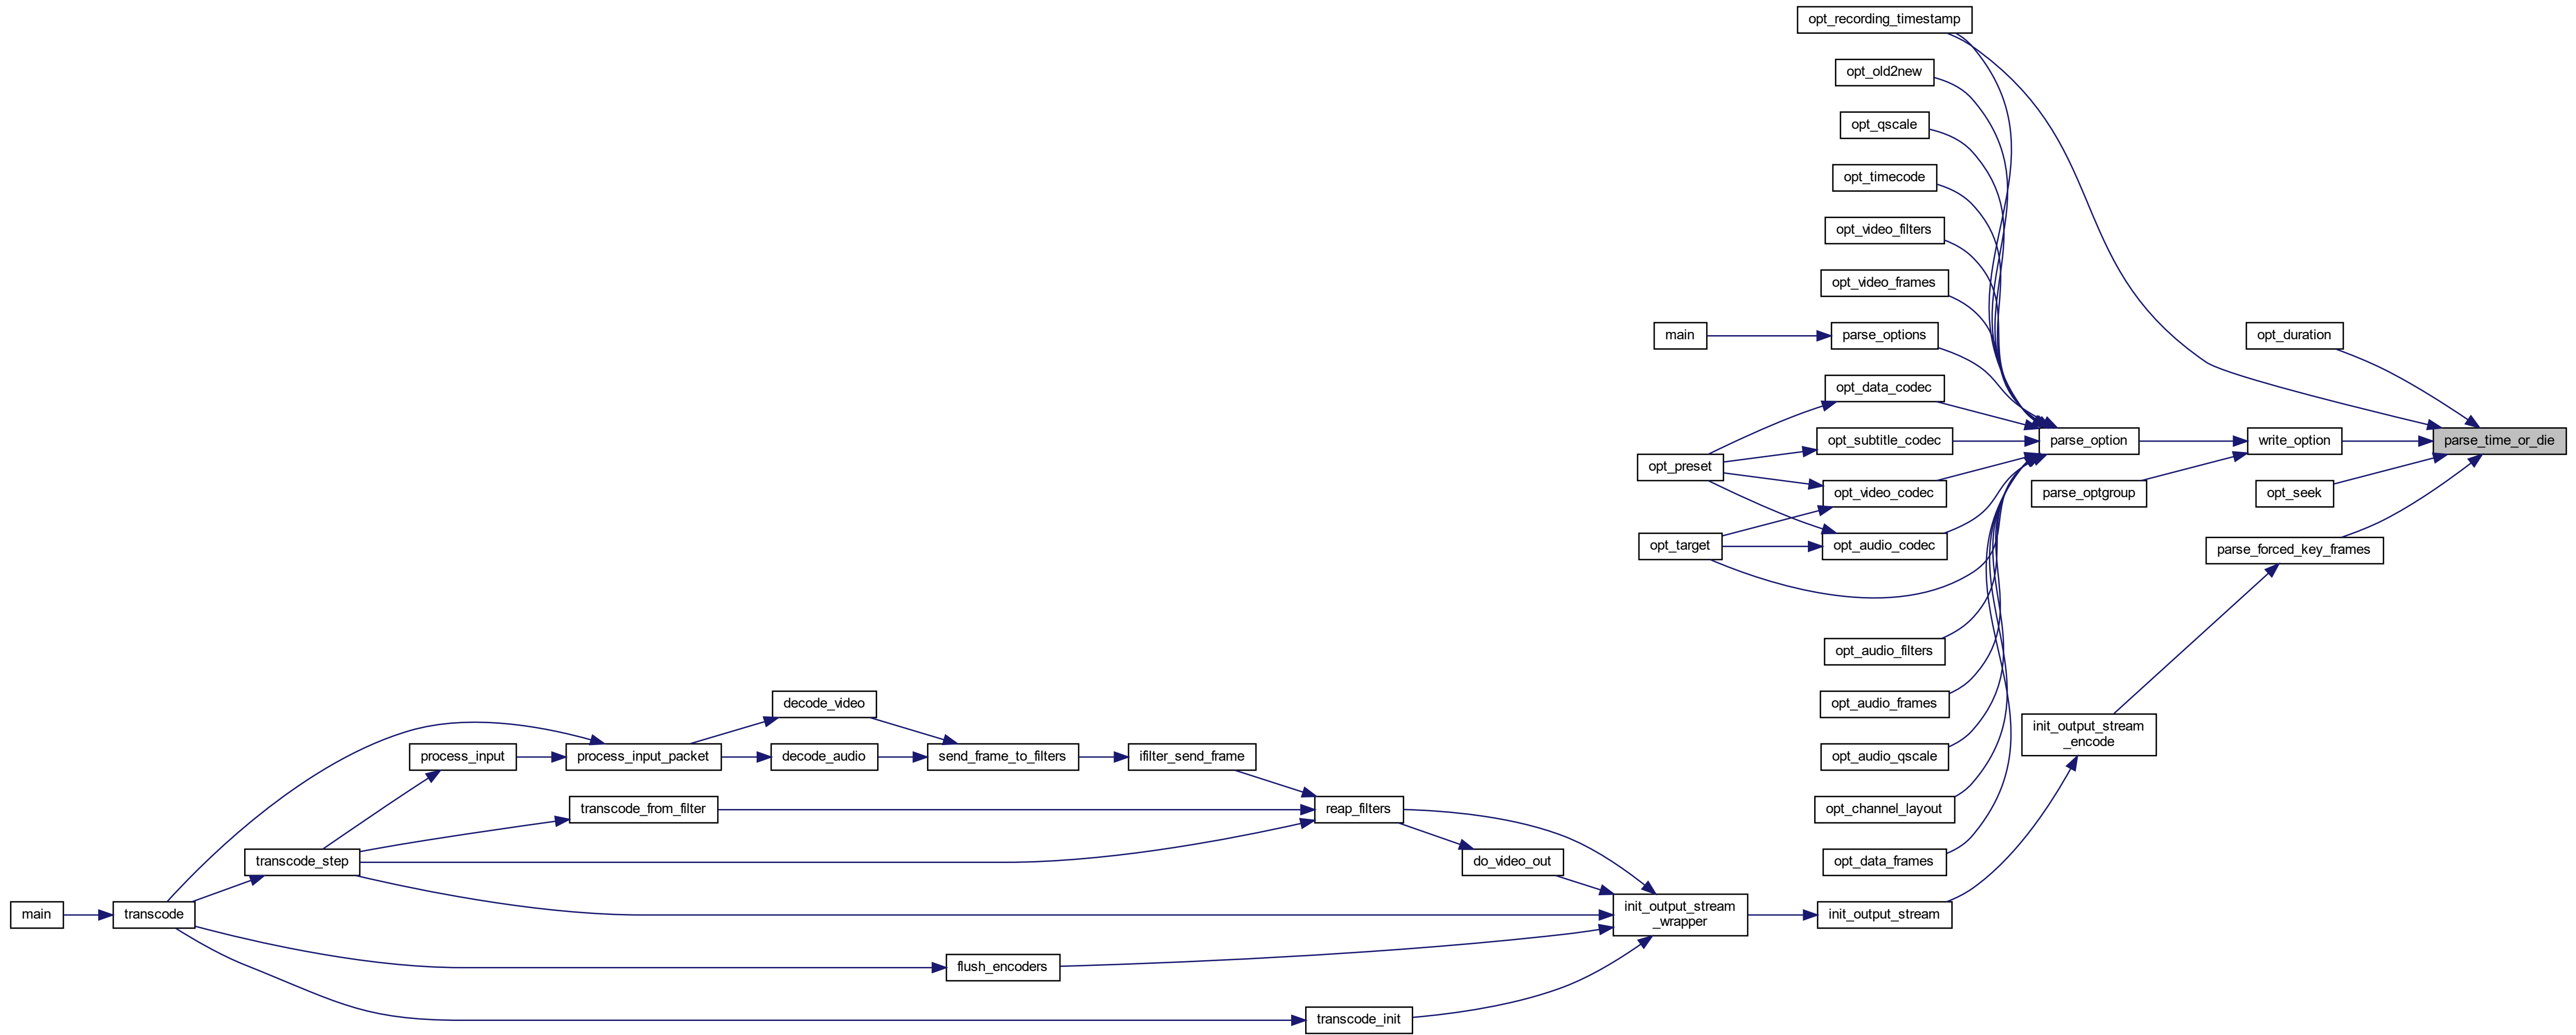 opt_recording_timestamp
opt_old2new
opt_qscale
opt_timecode
opt_video_filters
opt_video_frames
main
parse_options
opt_duration
opt_data_codec
opt_subtitle_codec
parse_option
write_option
parse_time_or_die
opt_preset
opt_video_codec
parse_optgroup
opt_seek
opt_target
opt_audio_codec
parse_forced_key_frames
opt_audio_filters
decode_video
opt_audio_frames
init_output_stream
_encode
process_input
process_input_packet
decode_audio
send_frame_to_filters
ifilter_send_frame
opt_audio_qscale
transcode_from_filter
reap_filters
opt_channel_layout
transcode_step
do_video_out
opt_data_frames
main
transcode
init_output_stream
_wrapper
init_output_stream
flush_encoders
transcode_init